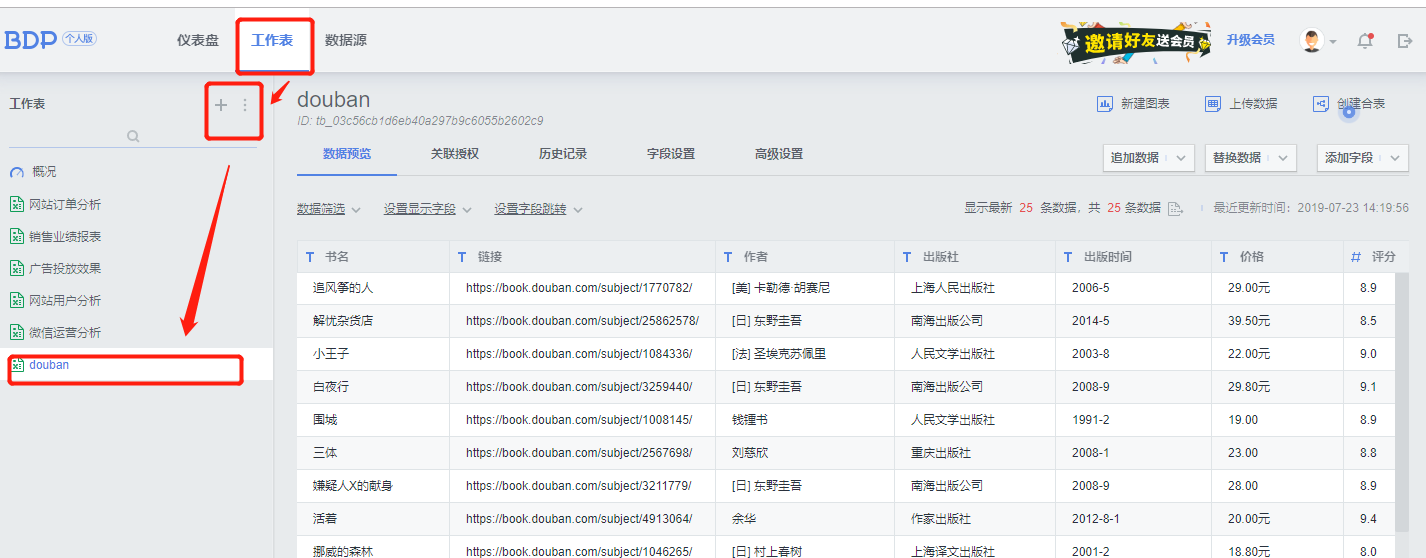 BDP 个人版 仪表盘 工作表 数据源 邀请好友送会员 升级会员
工作表
douban
ID: tb_03c56cb1d6eb40a297b9c6055b2602c9
新建图表 上传数据 创建合表
数据预览 关联授权 历史记录 字段设置 高级设置
追加数据 替换数据 添加字段
概况
网站订单分析
销售业绩报表
广告投放效果
网站用户分析
微信运营分析
douban
数据筛选 设置显示字段 设置字段跳转 显示最新 25 条数据，共 25 条数据 最近更新时间：2019-07-23 14:19:56
T 书名 T 链接 T 作者 T 出版社 T 出版时间 T 价格 # 评分
追风筝的人 https://book.douban.com/subject/1770782/ [美] 卡勒德·胡赛尼 上海人民出版社 2006-5 29.00元 8.9
解忧杂货店 https://book.douban.com/subject/25862578/ [日] 东野圭吾 南海出版公司 2014-5 39.50元 8.5
小王子 https://book.douban.com/subject/1084336/ [法] 圣埃克苏佩里 人民文学出版社 2003-8 22.00元 9.0
白夜行 https://book.douban.com/subject/3259440/ [日] 东野圭吾 南海出版公司 2008-9 29.80元 9.1
围城 https://book.douban.com/subject/1008145/ 钱锺书 人民文学出版社 1991-2 19.00 8.9
三体 https://book.douban.com/subject/2567698/ 刘慈欣 重庆出版社 2008-1 23.00 8.8
嫌疑人X的献身 https://book.douban.com/subject/3211779/ [日] 东野圭吾 南海出版公司 2008-9 28.00 8.9
活着 https://book.douban.com/subject/4913064/ 余华 作家出版社 2012-8-1 20.00元 9.4
挪威的森林 https://book.douban.com/subject/1046265/ [日] 村上春树 上海译文出版社 2001-2 18.80元 8.0